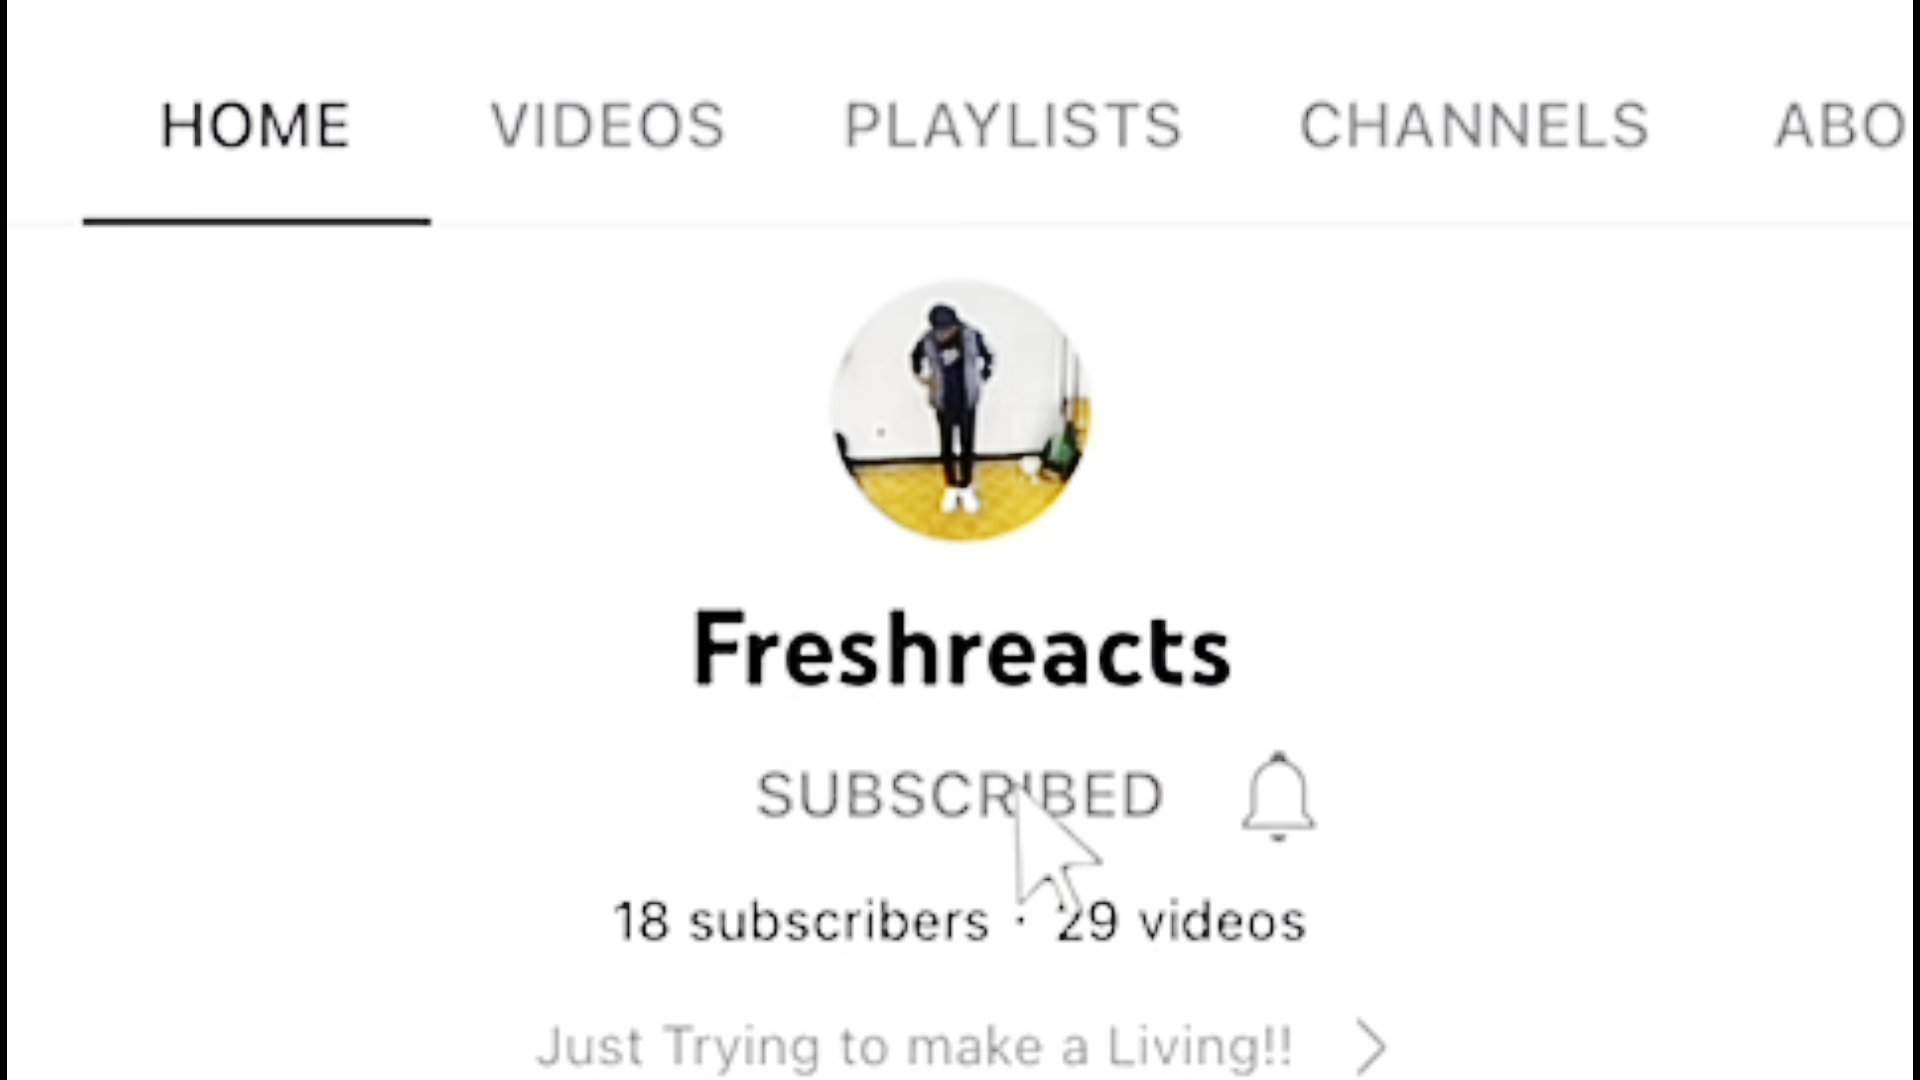 HOME VIDEOS PLAYLISTS CHANNELS ABO
Freshreacts
SUBSCRIBED
18 subscribers · 29 videos
Just Trying to make a Living!!